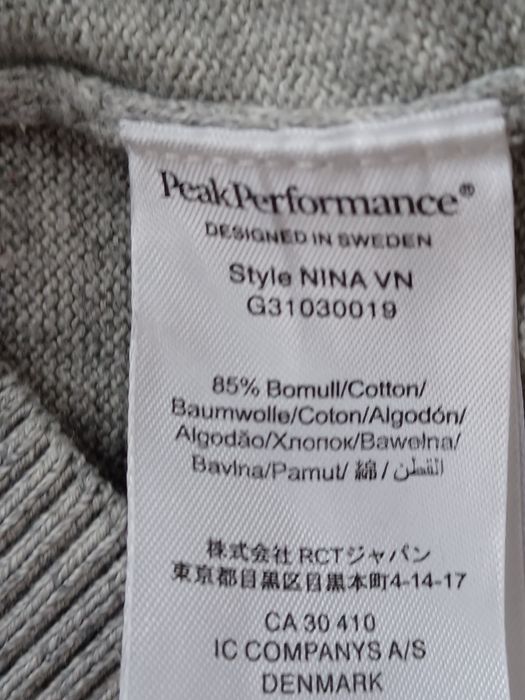 PeakPerformance®
DESIGNED IN SWEDEN
Style NINA VN
G31030019
85% Bomull/Cotton/
Baumwolle/Coton/Algodón/
Algodão/Хлопок/Bawełna/
Bavlna/Pamut/ 綿/القطن/
株式会社 RCTジャパン
東京都目黒区目黒本町4-14-17
CA 30 410
IC COMPANYS A/S
DENMARK